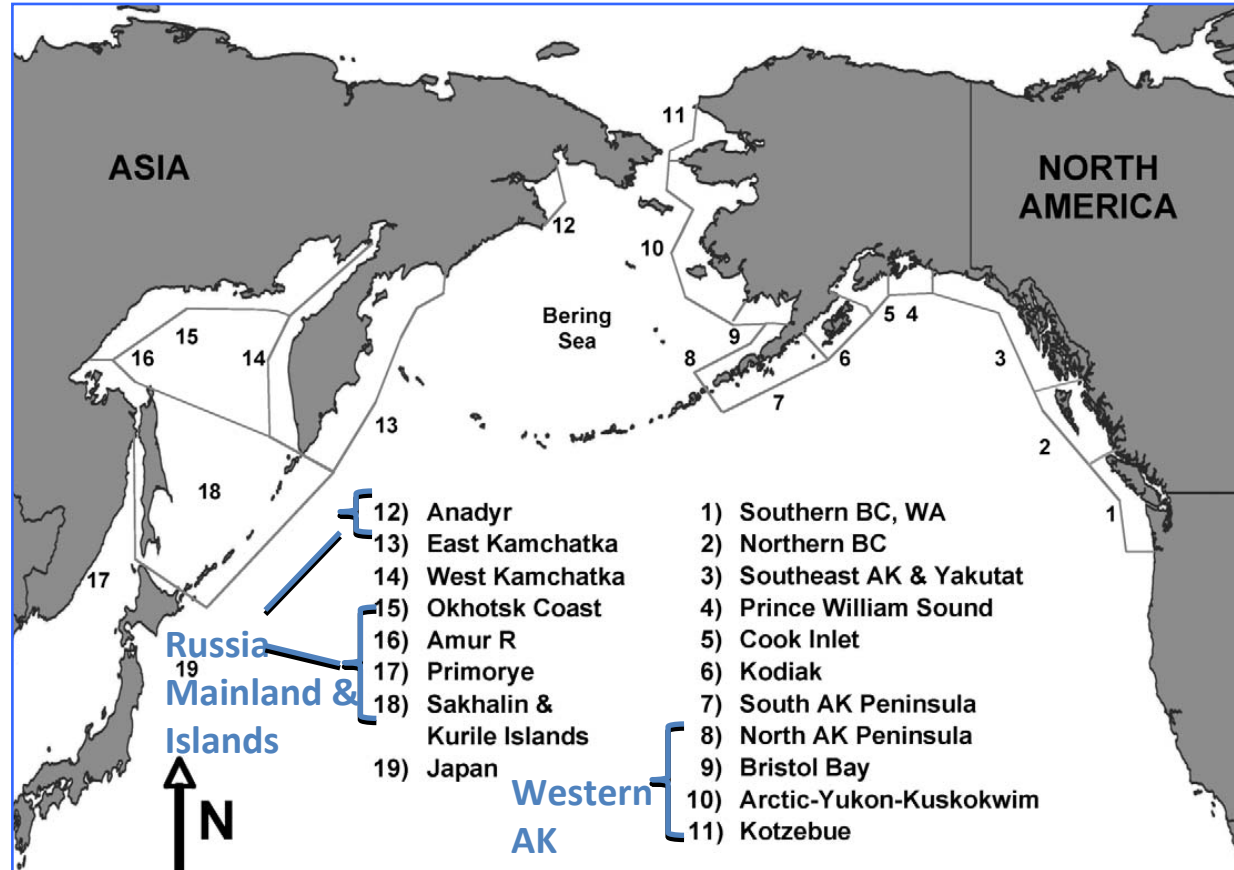 11
ASIA
NORTH
AMERICA
12
10
Bering
Sea
15
16
14
13
9
8
7
6
5
4
3
2
1
18
17
19
12) Anadyr
13) East Kamchatka
14) West Kamchatka
15) Okhotsk Coast
16) Amur R
17) Primorye
18) Sakhalin &
Kurile Islands
19) Japan
Russia
Mainland &
Islands
1) Southern BC, WA
2) Northern BC
3) Southeast AK & Yakutat
4) Prince William Sound
5) Cook Inlet
6) Kodiak
7) South AK Peninsula
8) North AK Peninsula
9) Bristol Bay
10) Arctic-Yukon-Kuskokwim
11) Kotzebue
Western
AK
N